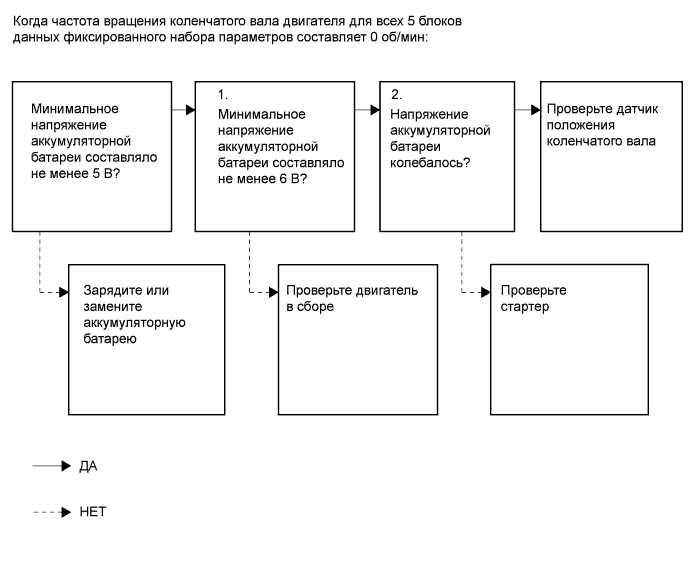 Когда частота вращения коленчатого вала двигателя для всех 5 блоков
данных фиксированного набора параметров составляет 0 об/мин:
Минимальное
напряжение
аккумуляторной
батареи составляло
не менее 5 В?
1.
Минимальное
напряжение
аккумуляторной
батареи составляло
не менее 6 В?
2.
Напряжение
аккумуляторной
батареи
колебалось?
Проверьте датчик
положения
коленчатого вала
Зарядите или
замените
аккумуляторную
батарею
Проверьте двигатель
в сборе
Проверьте
стартер
ДА
НЕТ